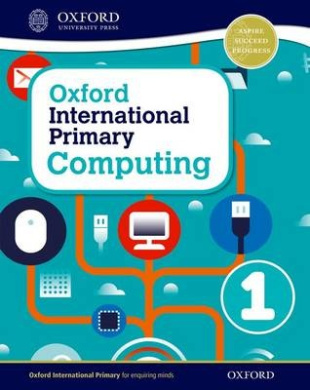 OXFORD
UNIVERSITY PRESS
ASPIRE
SUCCEED
PROGRESS
Oxford
International
Primary
Computing
1
Oxford International Primary for enquiring minds
OXFORD